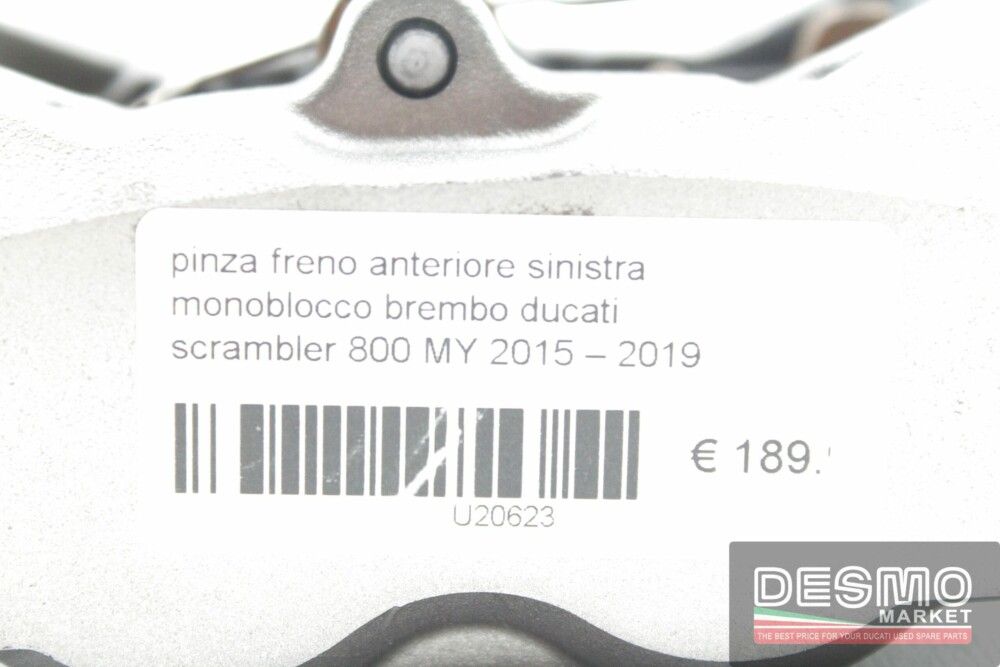 pinza freno anteriore sinistra
monoblocco brembo ducati
scrambler 800 MY 2015 – 2019
€ 189.
U20623
DESMO
MARKET
THE BEST PRICE FOR YOUR DUCATI USED SPARE PARTS